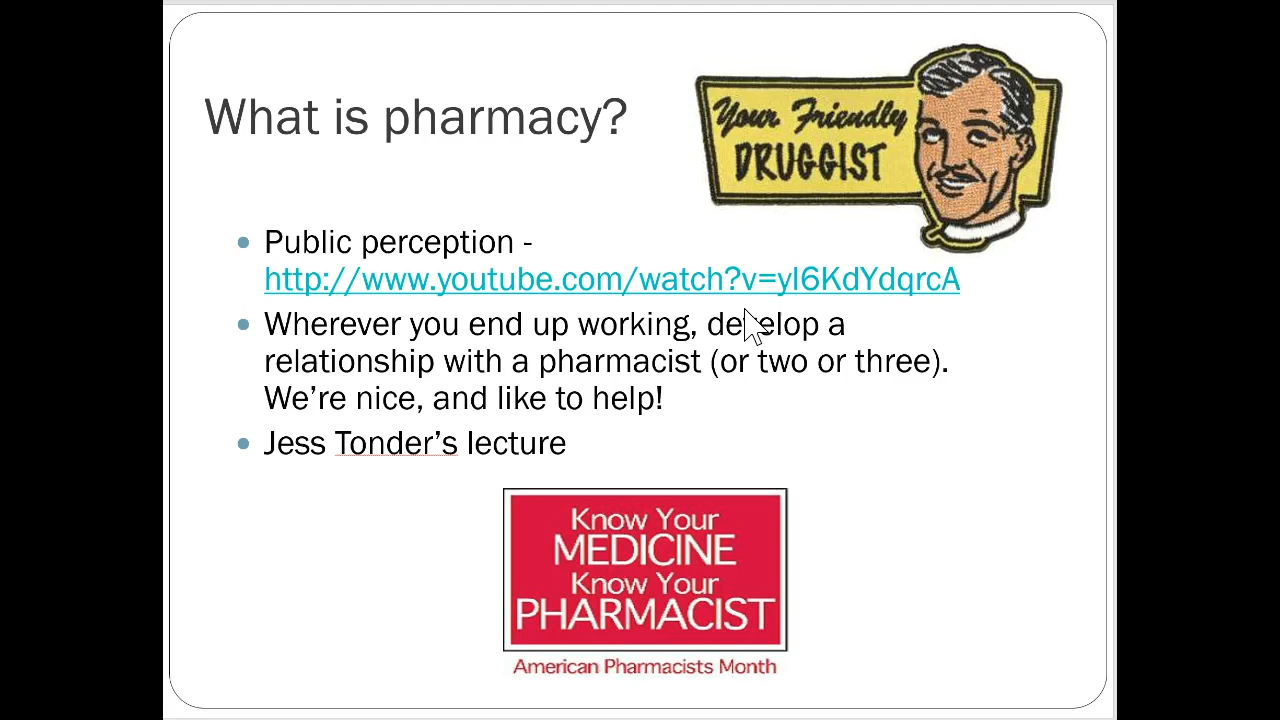 What is pharmacy?
Your Friendly
DRUGGIST
Public perception -
http://www.youtube.com/watch?v=yl6KdYdqrcA
Wherever you end up working, develop a
relationship with a pharmacist (or two or three).
We're nice, and like to help!
Jess Tonder's lecture
Know Your
MEDICINE
Know Your
PHARMACIST
American Pharmacists Month